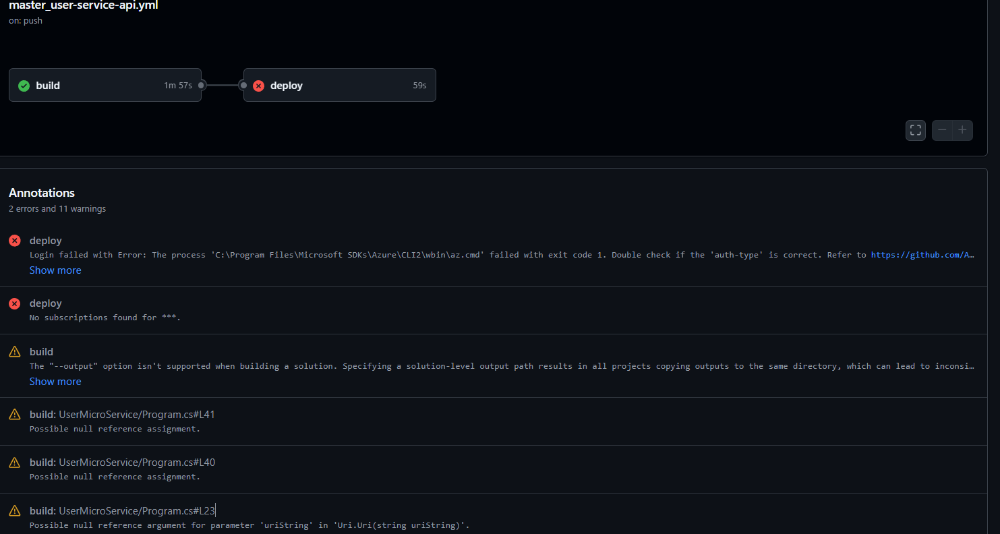 master_user-service-api.yml
on: push
build 1m 57s
deploy 59s
Annotations
2 errors and 11 warnings
deploy
Login failed with Error: The process 'C:\Program Files\Microsoft SDKs\Azure\CLI2\wbin\az.cmd' failed with exit code 1. Double check if the 'auth-type' is correct. Refer to https://github.com/A…
Show more
deploy
No subscriptions found for ***.
build
The "--output" option isn't supported when building a solution. Specifying a solution-level output path results in all projects copying outputs to the same directory, which can lead to inconsi…
Show more
build: UserMicroService/Program.cs#L41
Possible null reference assignment.
build: UserMicroService/Program.cs#L40
Possible null reference assignment.
build: UserMicroService/Program.cs#L23
Possible null reference argument for parameter 'uriString' in 'Uri.Uri(string uriString)'.